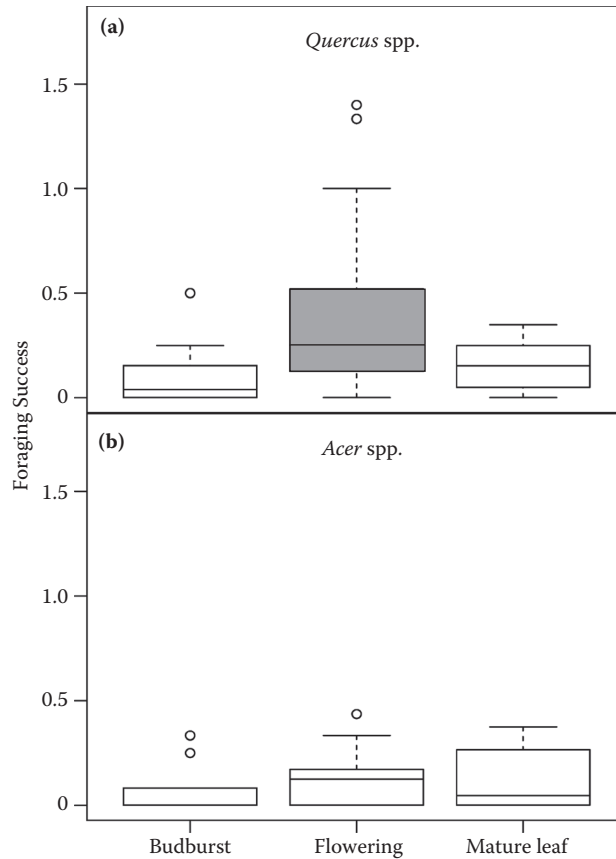 (a)
Quercus spp.
1.5
1.0
0.5
0
Foraging Success
(b)
Acer spp.
1.5
1.0
0.5
0
Budburst Flowering Mature leaf